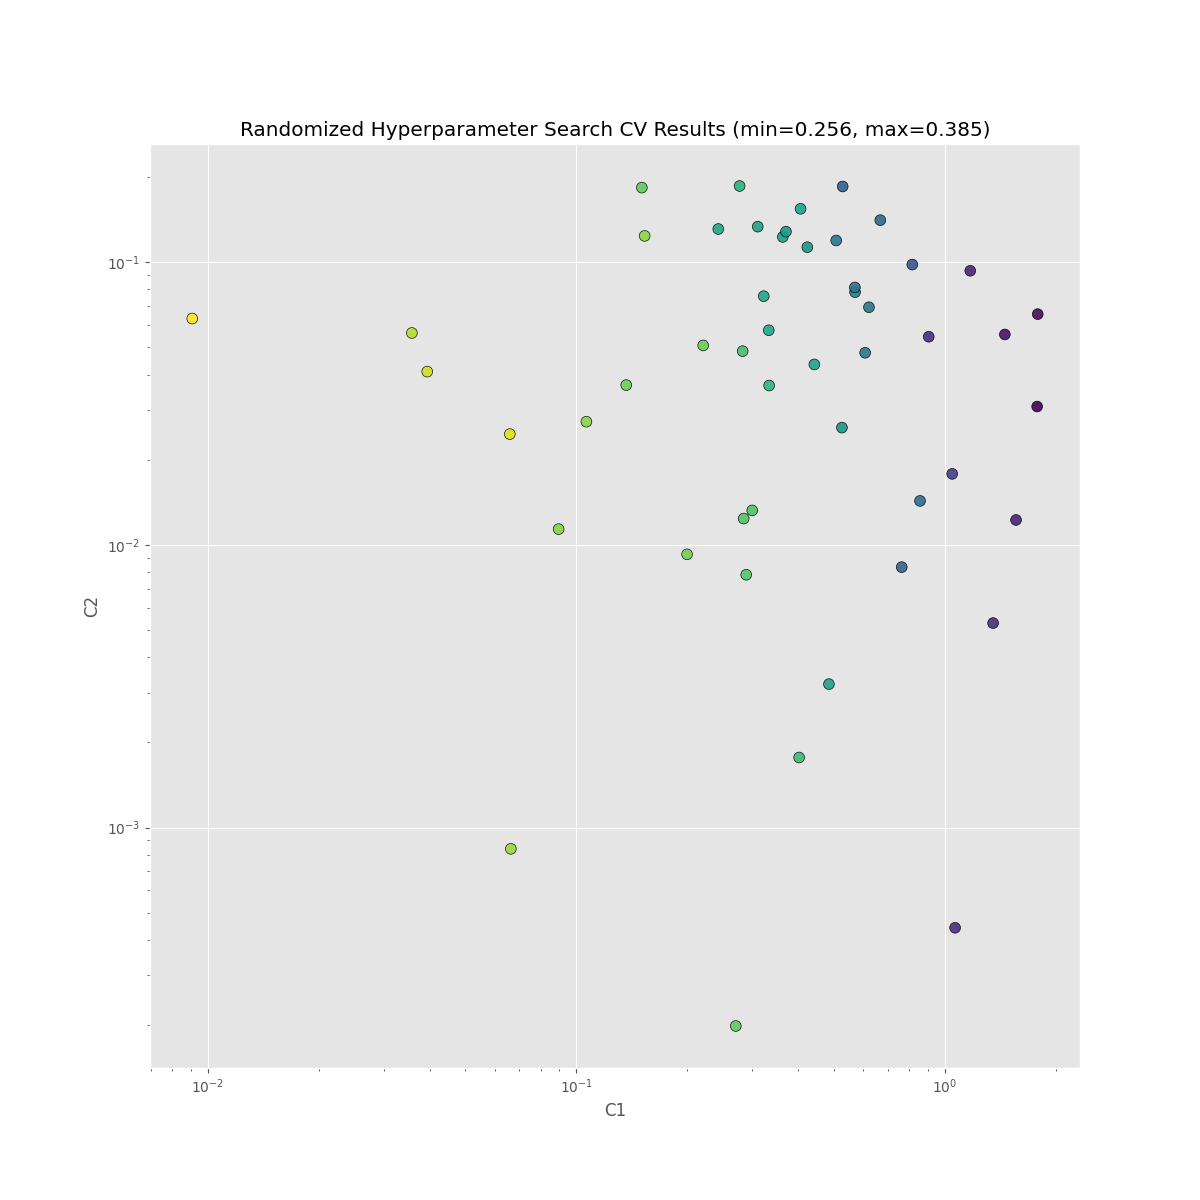 Randomized Hyperparameter Search CV Results (min=0.256, max=0.385)
10⁻¹
10⁻²
10⁻³
C2
10⁻² 10⁻¹ 10⁰
C1